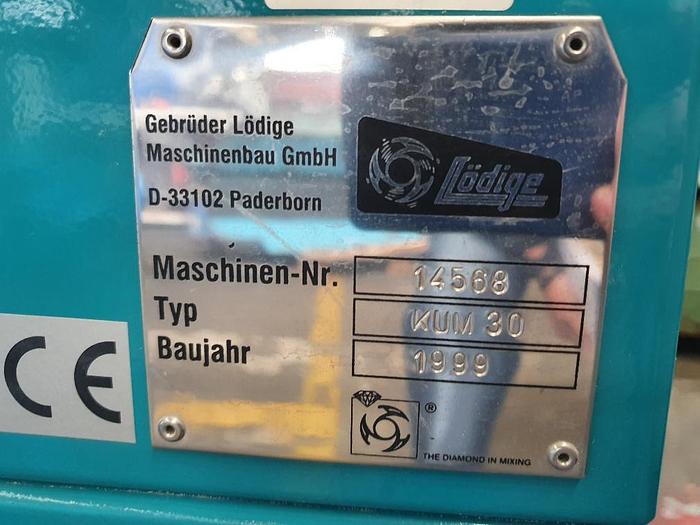 Gebrüder Lödige
Maschinenbau GmbH
D-33102 Paderborn
Lödige
Maschinen-Nr. 14568
Typ KUM 30
Baujahr 1999
®
THE DIAMOND IN MIXING
CE